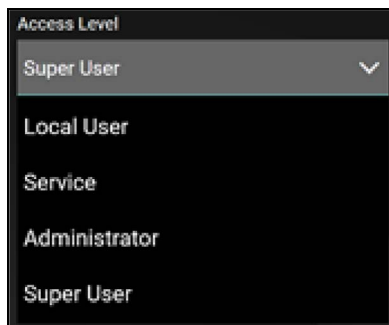 Access Level
Super User
Local User
Service
Administrator
Super User